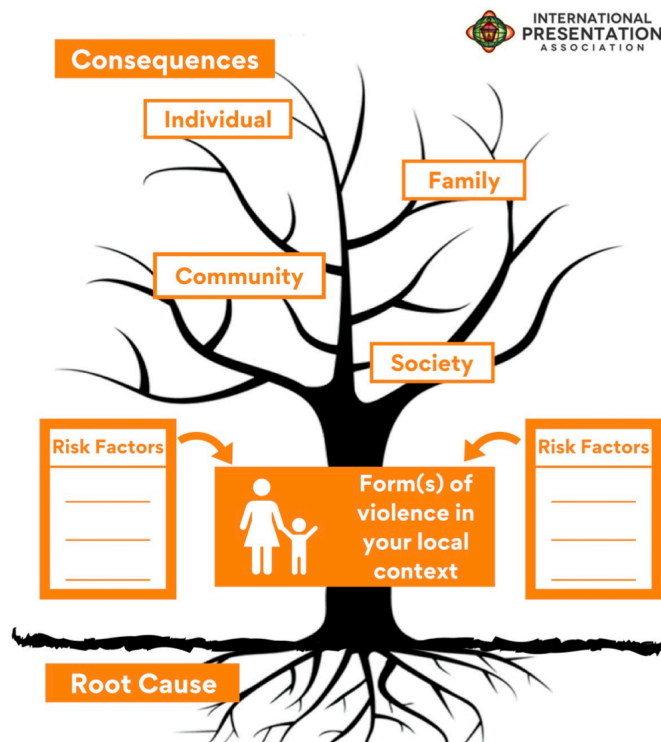 INTERNATIONAL
PRESENTATION
ASSOCIATION
Consequences
Individual
Family
Community
Society
Risk Factors
Risk Factors
Form(s) of
violence in
your local
context
Root Cause